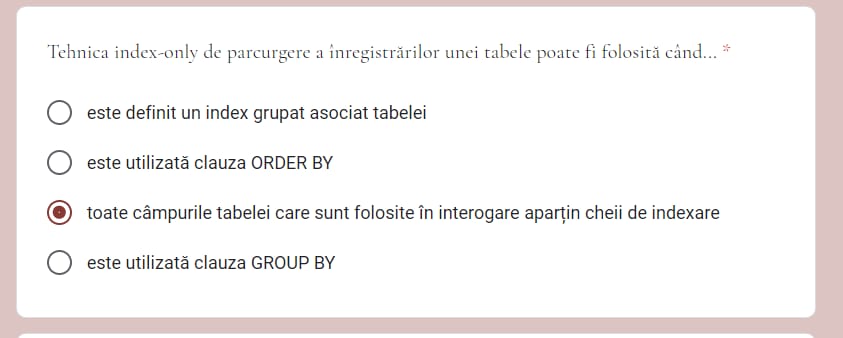 Tehnica index-only de parcurgere a înregistrărilor unei tabele poate fi folosită când... *
este definit un index grupat asociat tabelei
este utilizată clauza ORDER BY
toate câmpurile tabelei care sunt folosite în interogare aparțin cheii de indexare
este utilizată clauza GROUP BY